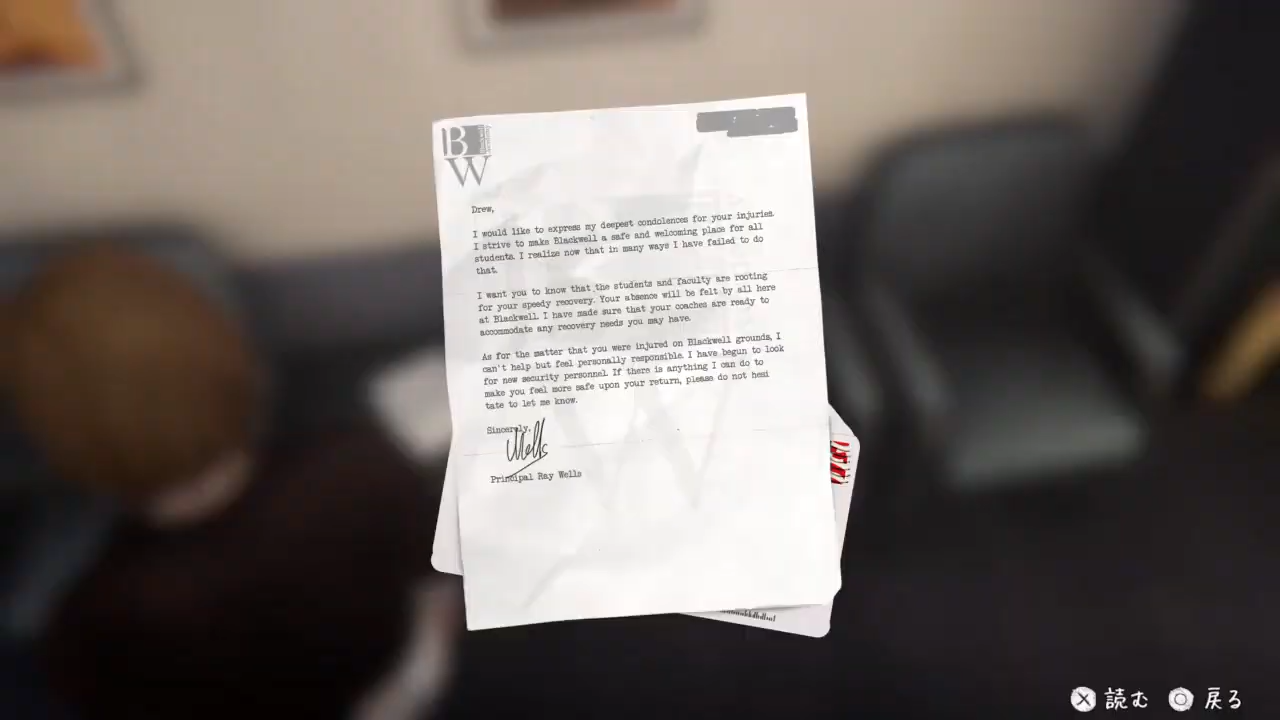 B
W
Drew,
I would like to express my deepest condolences for your injuries.
I strive to make Blackwell a safe and welcoming place for all
students. I realize now that in many ways I have failed to do
that.
I want you to know that the students and faculty are rooting
for your speedy recovery. Your absence will be felt by all here
at Blackwell. I have made sure that your coaches are ready to
accommodate any recovery needs you may have.
As for the matter that you were injured on Blackwell grounds, I
can't help but feel personally responsible. I have begun to look
for new security personnel. If there is anything I can do to
make you feel more safe upon your return, please do not hesi
tate to let me know.
Sincerely,
Wells
Principal Ray Wells
読む 戻る